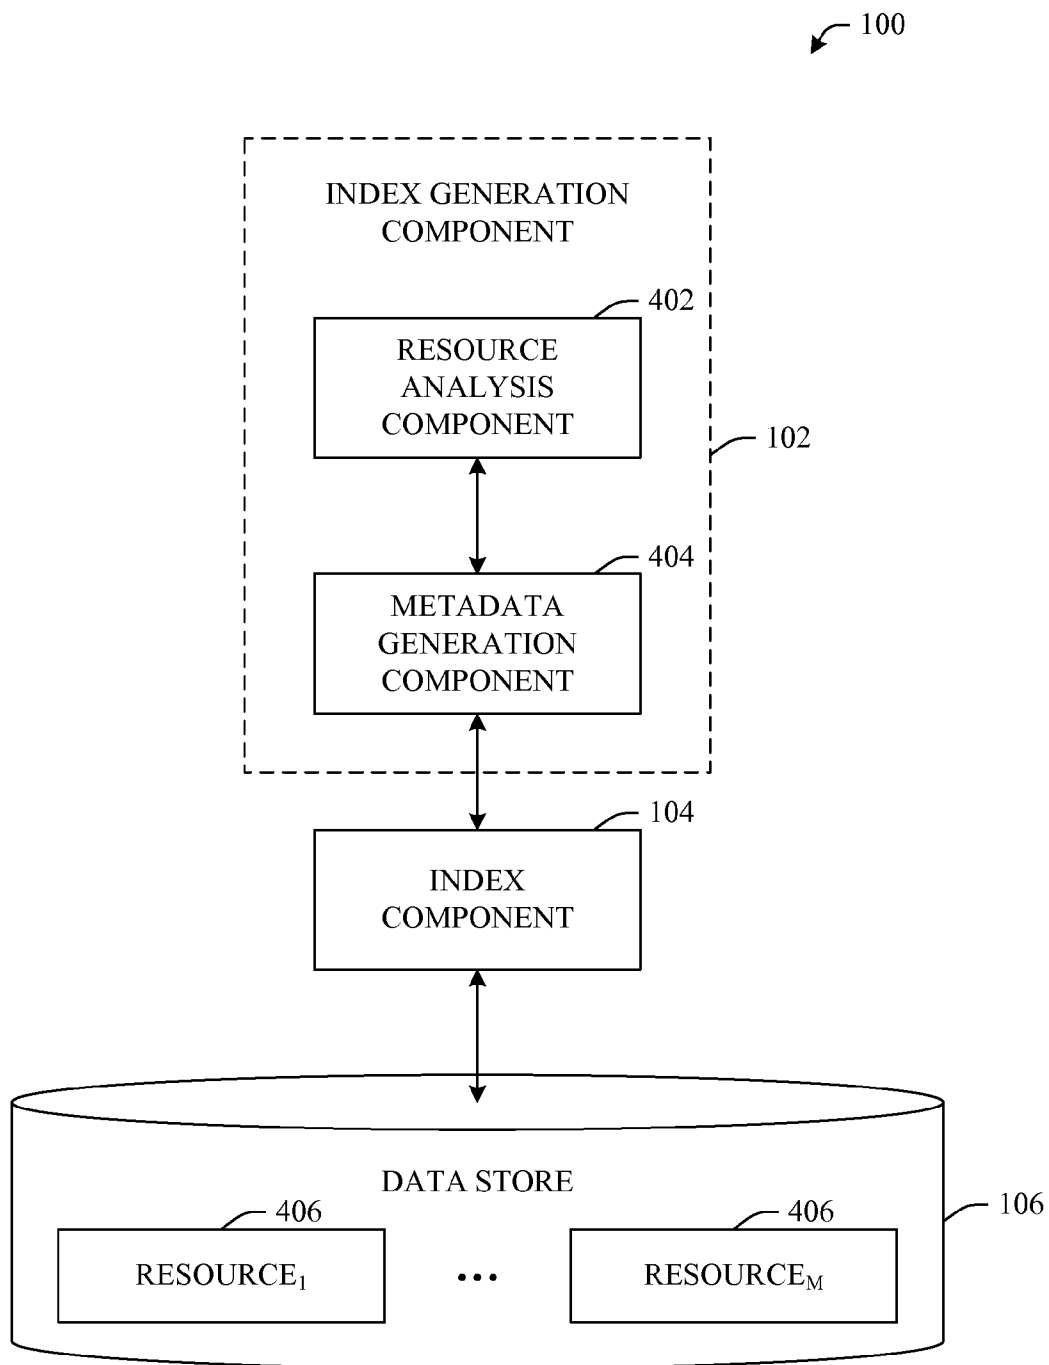 100
INDEX GENERATION
COMPONENT
402
RESOURCE
ANALYSIS
COMPONENT
102
404
METADATA
GENERATION
COMPONENT
104
INDEX
COMPONENT
DATA STORE
106
406
406
RESOURCE₁
...
RESOURCE_M